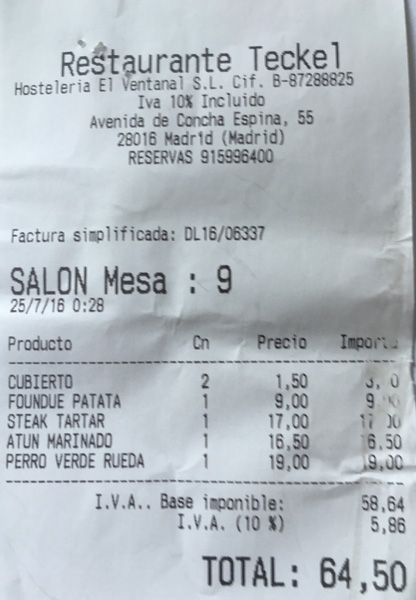 Restaurante Teckel
Hosteleria El Ventanal S.L. Cif. B-87288825
Iva 10% Incluido
Avenida de Concha Espina, 55
28016 Madrid (Madrid)
RESERVAS 915996400
Factura simplificada: DL16/06337
SALON Mesa : 9
25/7/16 0:28
Producto Cn Precio
CUBIERTO 2 1,50
FOUNDUE PATATA 1 9,00
STEAK TARTAR 1 17,00
ATUN MARINADO 1 16,50
PERRO VERDE RUEDA 1 19,00
I.V.A.. Base imponible: 58,64
I.V.A. (10 %) 5,86
TOTAL: 64,50